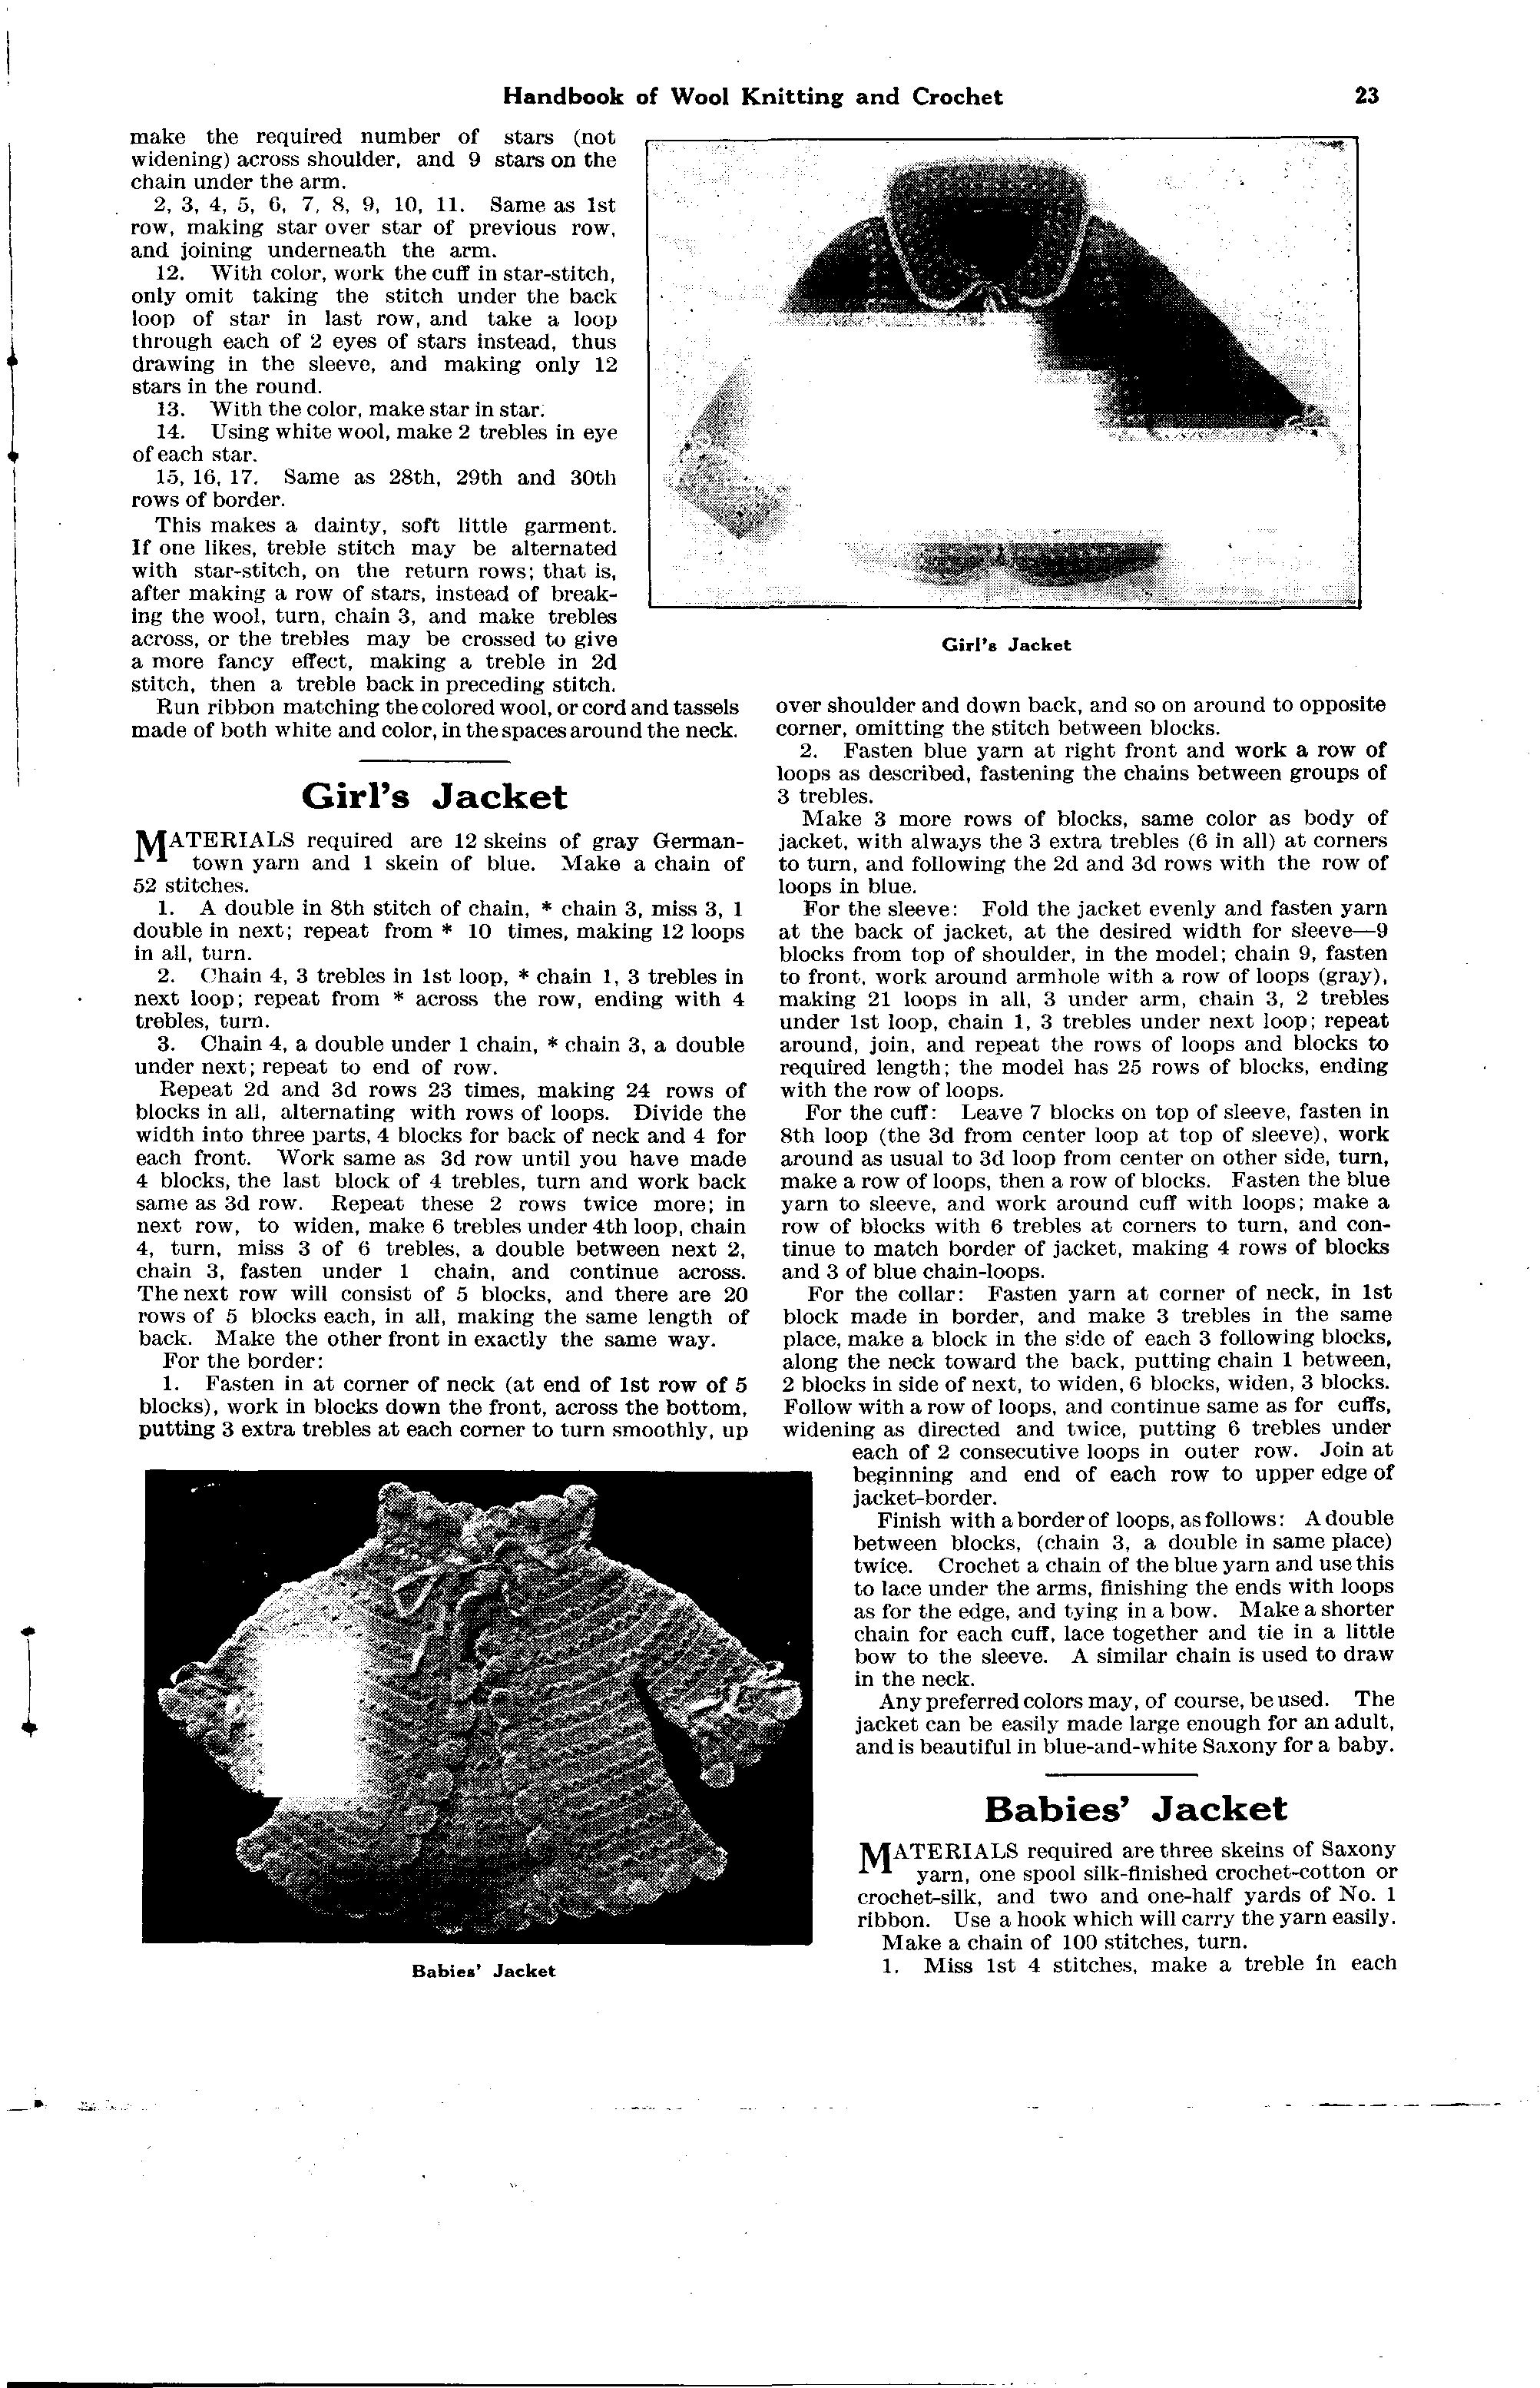 Handbook of Wool Knitting and Crochet 23
make the required number of stars (not
widening) across shoulder, and 9 stars on the
chain under the arm.
2, 3, 4, 5, 6, 7, 8, 9, 10, 11. Same as 1st
row, making star over star of previous row,
and joining underneath the arm.
12. With color, work the cuff in star-stitch,
only omit taking the stitch under the back
loop of star in last row, and take a loop
through each of 2 eyes of stars instead, thus
drawing in the sleeve, and making only 12
stars in the round.
13. With the color, make star in star.
14. Using white wool, make 2 trebles in eye
of each star.
15, 16, 17. Same as 28th, 29th and 30th
rows of border.
This makes a dainty, soft little garment.
If one likes, treble stitch may be alternated
with star-stitch, on the return rows; that is,
after making a row of stars, instead of break-
ing the wool, turn, chain 3, and make trebles
across, or the trebles may be crossed to give
a more fancy effect, making a treble in 2d
stitch, then a treble back in preceding stitch.
Run ribbon matching the colored wool, or cord and tassels
made of both white and color, in the spaces around the neck.
Girl's Jacket
MATERIALS required are 12 skeins of gray German-
town yarn and 1 skein of blue. Make a chain of
52 stitches.
1. A double in 8th stitch of chain, * chain 3, miss 3, 1
double in next; repeat from * 10 times, making 12 loops
in all, turn.
2. Chain 4, 3 trebles in 1st loop, * chain 1, 3 trebles in
next loop; repeat from * across the row, ending with 4
trebles, turn.
3. Chain 4, a double under 1 chain, * chain 3, a double
under next; repeat to end of row.
Repeat 2d and 3d rows 23 times, making 24 rows of
blocks in all, alternating with rows of loops. Divide the
width into three parts, 4 blocks for back of neck and 4 for
each front. Work same as 3d row until you have made
4 blocks, the last block of 4 trebles, turn and work back
same as 3d row. Repeat these 2 rows twice more; in
next row, to widen, make 6 trebles under 4th loop, chain
4, turn, miss 3 of 6 trebles, a double between next 2,
chain 3, fasten under 1 chain, and continue across.
The next row will consist of 5 blocks, and there are 20
rows of 5 blocks each, in all, making the same length of
back. Make the other front in exactly the same way.
For the border:
1. Fasten in at corner of neck (at end of 1st row of 5
blocks), work in blocks down the front, across the bottom,
putting 3 extra trebles at each corner to turn smoothly, up
Babies' Jacket
Girl's Jacket
over shoulder and down back, and so on around to opposite
corner, omitting the stitch between blocks.
2. Fasten blue yarn at right front and work a row of
loops as described, fastening the chains between groups of
3 trebles.
Make 3 more rows of blocks, same color as body of
jacket, with always the 3 extra trebles (6 in all) at corners
to turn, and following the 2d and 3d rows with the row of
loops in blue.
For the sleeve: Fold the jacket evenly and fasten yarn
at the back of jacket, at the desired width for sleeve—9
blocks from top of shoulder, in the model; chain 9, fasten
to front, work around armhole with a row of loops (gray),
making 21 loops in all, 3 under arm, chain 3, 2 trebles
under 1st loop, chain 1, 3 trebles under next loop; repeat
around, join, and repeat the rows of loops and blocks to
required length; the model has 25 rows of blocks, ending
with the row of loops.
For the cuff: Leave 7 blocks on top of sleeve, fasten in
8th loop (the 3d from center loop at top of sleeve), work
around as usual to 3d loop from center on other side, turn,
make a row of loops, then a row of blocks. Fasten the blue
yarn to sleeve, and work around cuff with loops; make a
row of blocks with 6 trebles at corners to turn, and con-
tinue to match border of jacket, making 4 rows of blocks
and 3 of blue chain-loops.
For the collar: Fasten yarn at corner of neck, in 1st
block made in border, and make 3 trebles in the same
place, make a block in the side of each 3 following blocks,
along the neck toward the back, putting chain 1 between,
2 blocks in side of next, to widen, 6 blocks, widen, 3 blocks.
Follow with a row of loops, and continue same as for cuffs,
widening as directed and twice, putting 6 trebles under
each of 2 consecutive loops in outer row. Join at
beginning and end of each row to upper edge of
jacket-border.
Finish with a border of loops, as follows: A double
between blocks, (chain 3, a double in same place)
twice. Crochet a chain of the blue yarn and use this
to lace under the arms, finishing the ends with loops
as for the edge, and tying in a bow. Make a shorter
chain for each cuff, lace together and tie in a little
bow to the sleeve. A similar chain is used to draw
in the neck.
Any preferred colors may, of course, be used. The
jacket can be easily made large enough for an adult,
and is beautiful in blue-and-white Saxony for a baby.
Babies' Jacket
MATERIALS required are three skeins of Saxony
yarn, one spool silk-finished crochet-cotton or
crochet-silk, and two and one-half yards of No. 1
ribbon. Use a hook which will carry the yarn easily.
Make a chain of 100 stitches, turn.
1. Miss 1st 4 stitches, make a treble in each